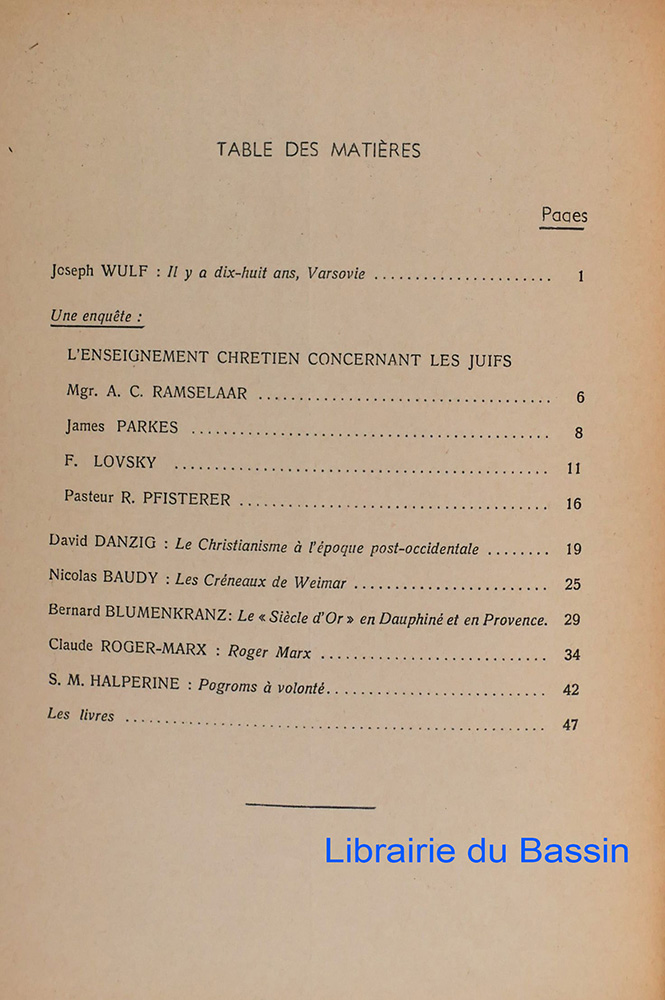 TABLE DES MATIÈRES
Pages
Joseph WULF : Il y a dix-huit ans, Varsovie ...................... 1
Une enquête :
L'ENSEIGNEMENT CHRETIEN CONCERNANT LES JUIFS
Mgr. A. C. RAMSELAAR .................................... 6
James PARKES ............................................ 8
F. LOVSKY .............................................. 11
Pasteur R. PFISTERER ...................................... 16
David DANZIG : Le Christianisme à l'époque post-occidentale ........ 19
Nicolas BAUDY : Les Créneaux de Weimar ........................ 25
Bernard BLUMENKRANZ: Le « Siècle d'Or » en Dauphiné et en Provence. 29
Claude ROGER-MARX : Roger Marx ............................ 34
S. M. HALPERINE : Pogroms à volonté........................... 42
Les livres .................................................... 47
Librairie du Bassin